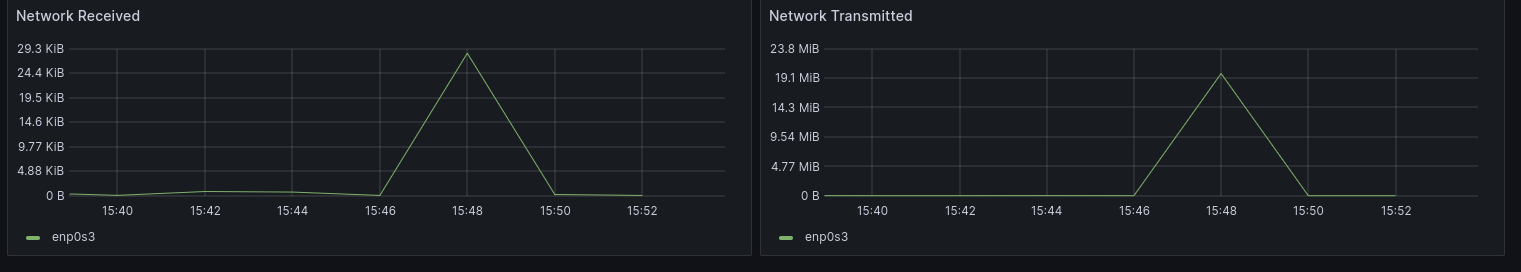 Network Received
29.3 KiB
24.4 KiB
19.5 KiB
14.6 KiB
9.77 KiB
4.88 KiB
0 B
15:40 15:42 15:44 15:46 15:48 15:50 15:52
enp0s3
Network Transmitted
23.8 MiB
19.1 MiB
14.3 MiB
9.54 MiB
4.77 MiB
0 B
15:40 15:42 15:44 15:46 15:48 15:50 15:52
enp0s3